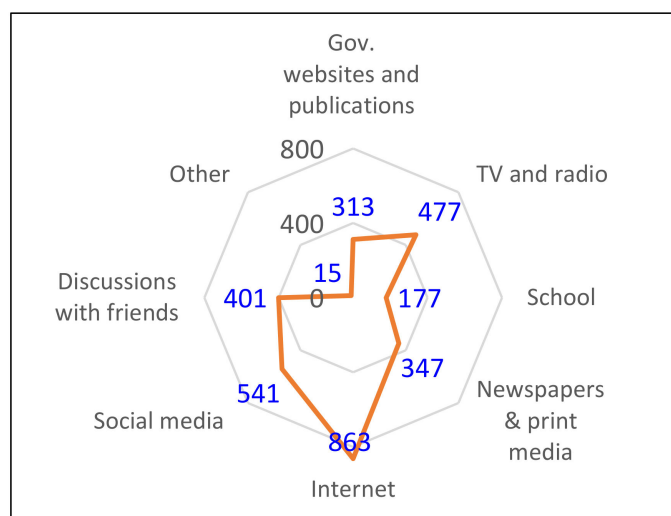 Gov.
websites and
publications
800
Other
TV and radio
313
477
400
15
Discussions
with friends
401
0
177
School
347
541
Newspapers
& print
media
Social media
863
Internet